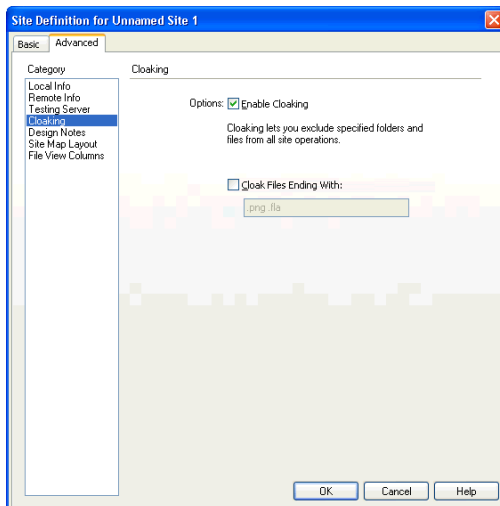 Site Definition for Unnamed Site 1
Basic Advanced
Category Cloaking
Local Info
Remote Info
Testing Server
Cloaking
Design Notes
Site Map Layout
File View Columns
Options: Enable Cloaking
Cloaking lets you exclude specified folders and
files from all site operations.
Cloak Files Ending With:
.png .fla
OK Cancel Help